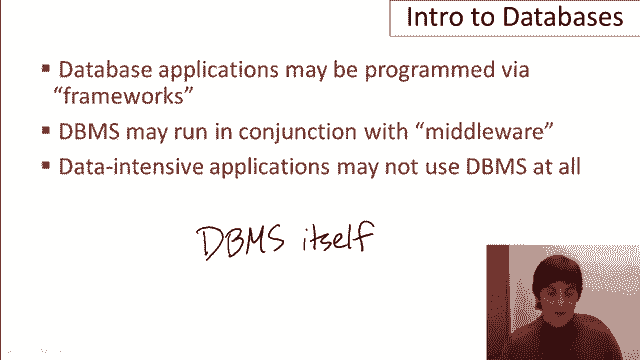 Intro to Databases
▪ Database applications may be programmed via
“frameworks”
▪ DBMS may run in conjunction with “middleware”
▪ Data-intensive applications may not use DBMS at all
DBMS itself